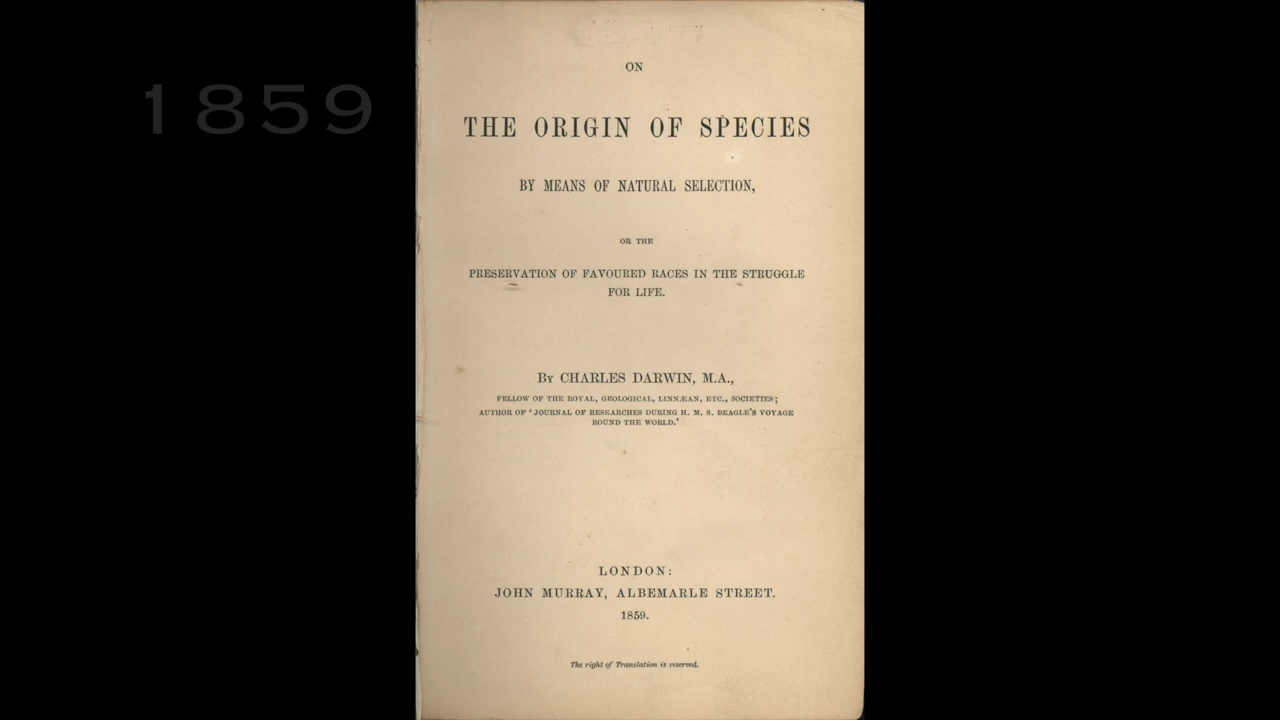 1859
ON
THE ORIGIN OF SPECIES
BY MEANS OF NATURAL SELECTION,
OR THE
PRESERVATION OF FAVOURED RACES IN THE STRUGGLE
FOR LIFE.
BY CHARLES DARWIN, M.A.,
FELLOW OF THE ROYAL, GEOLOGICAL, LINNÆAN, ETC., SOCIETIES;
AUTHOR OF 'JOURNAL OF RESEARCHES DURING H. M. S. BEAGLE'S VOYAGE
ROUND THE WORLD.'
LONDON:
JOHN MURRAY, ALBEMARLE STREET.
1859.
The right of Translation is reserved.